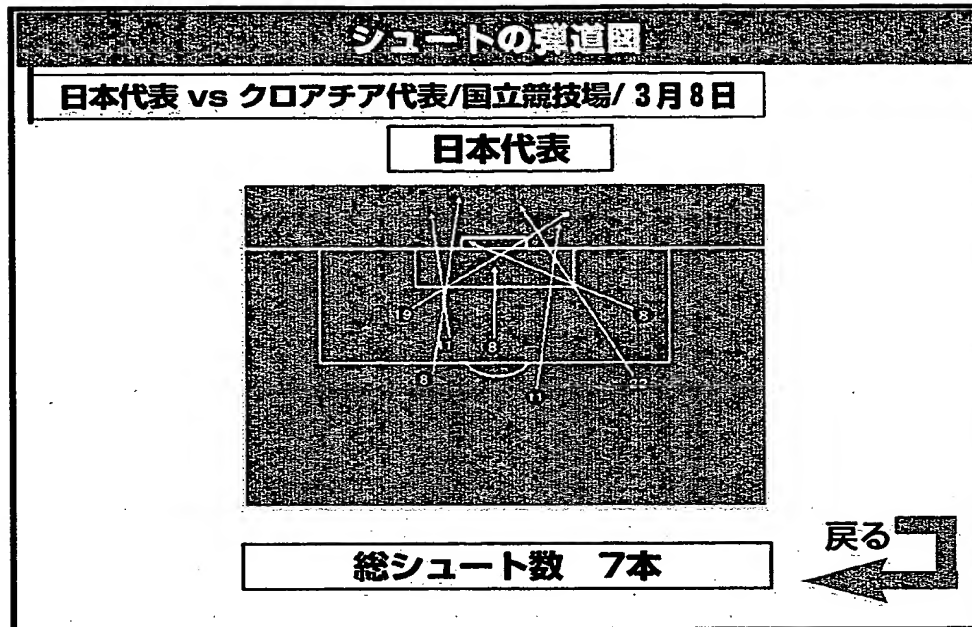 シュートの弾道図
日本代表 vs クロアチア代表/国立競技場/ 3月8日
日本代表
19
8
11
8
8
11
22
総シュート数 7本
戻る